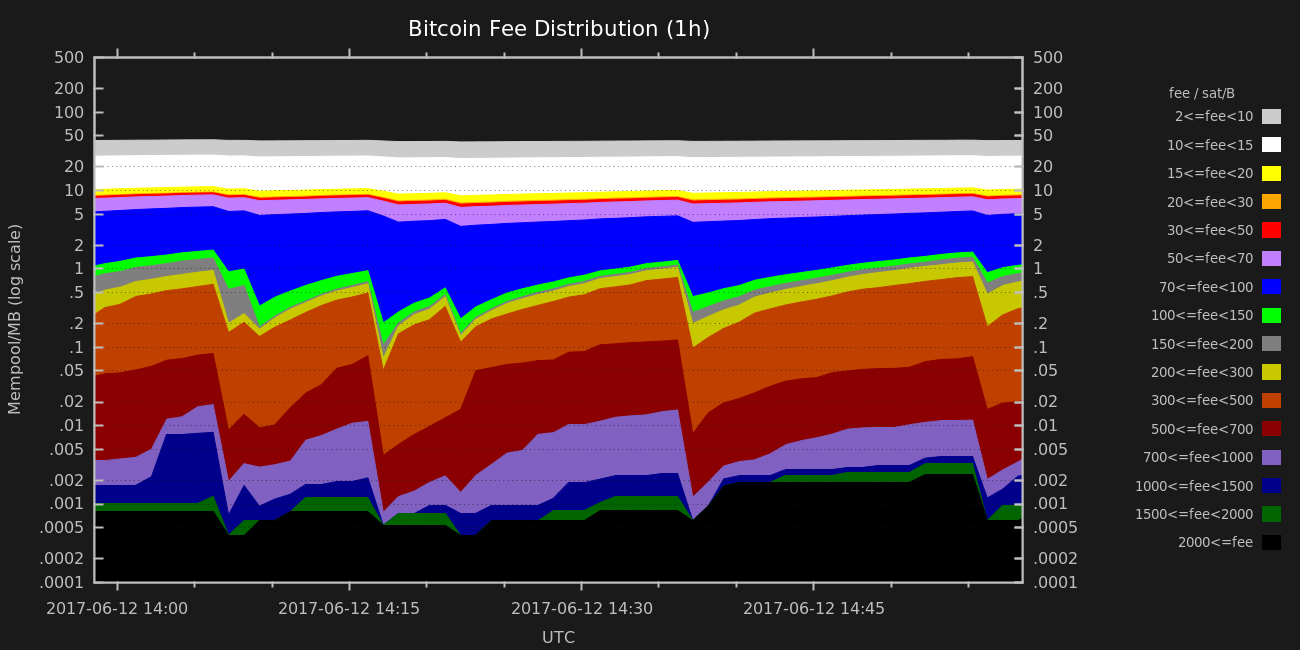 Bitcoin Fee Distribution (1h)
Mempool/MB (log scale)
500
200
100
50
20
10
5
2
1
.5
.2
.1
.05
.02
.01
.005
.002
.001
.0005
.0002
.0001
500
200
100
50
20
10
5
2
1
.5
.2
.1
.05
.02
.01
.005
.002
.001
.0005
.0002
.0001
fee / sat/B
2<=fee<10
10<=fee<15
15<=fee<20
20<=fee<30
30<=fee<50
50<=fee<70
70<=fee<100
100<=fee<150
150<=fee<200
200<=fee<300
300<=fee<500
500<=fee<700
700<=fee<1000
1000<=fee<1500
1500<=fee<2000
2000<=fee
2017-06-12 14:00 2017-06-12 14:15 2017-06-12 14:30 2017-06-12 14:45
UTC